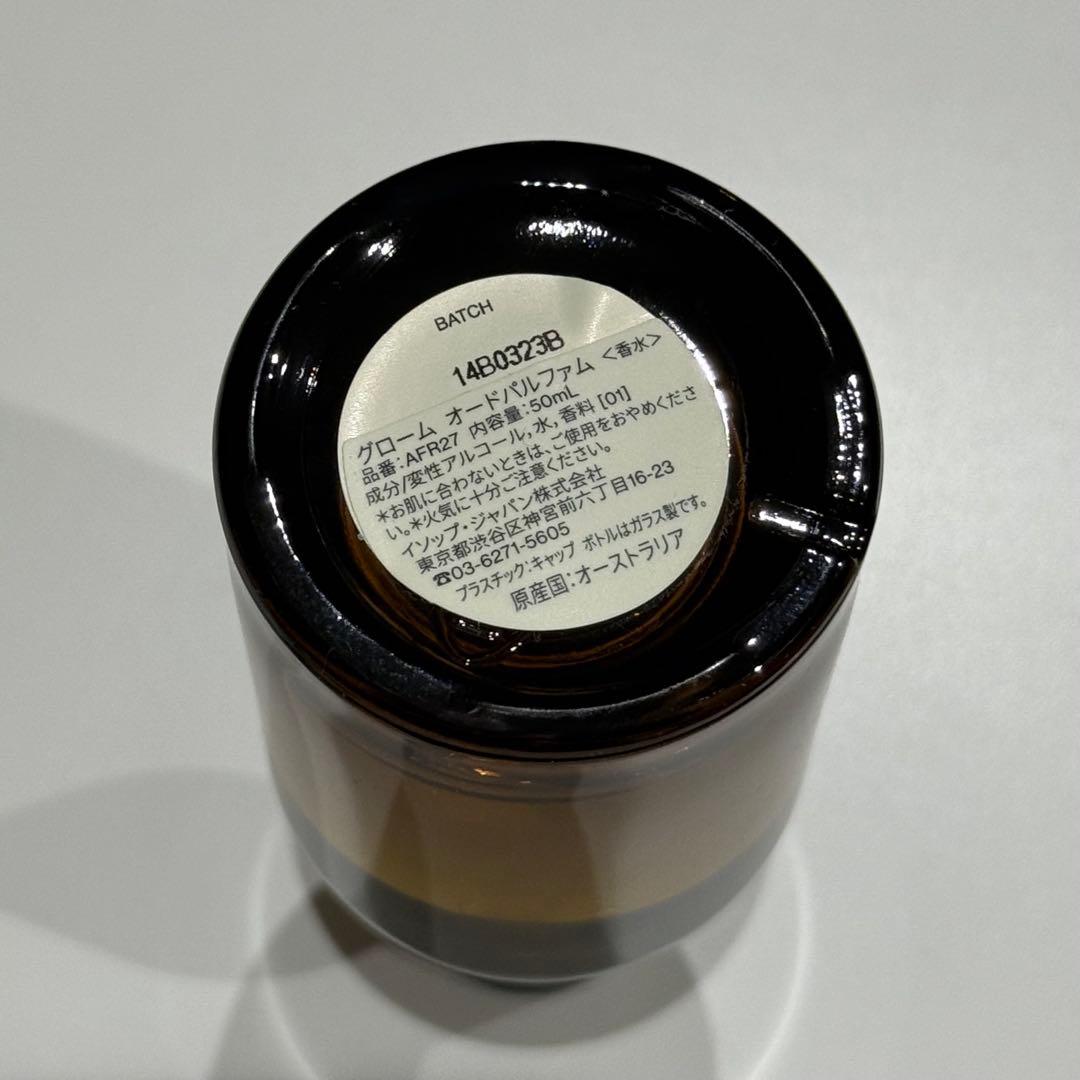 BATCH
14B0323B
グローム オードパルファム <香水>
品番:AFR27 内容量:50mL
成分/変性アルコール,水,香料[01]
*お肌に合わないときは、ご使用をおやめくださ
い。*火気に十分ご注意ください。
イソップ・ジャパン株式会社
東京都渋谷区神宮前六丁目16-23
☎03-6271-5605
プラスチック:キャップ ボトルはガラス製です。
原産国:オーストラリア